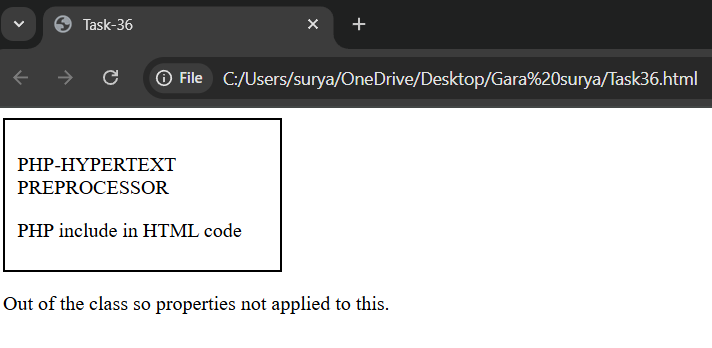 Task-36
File
C:/Users/surya/OneDrive/Desktop/Gara%20surya/Task36.html
PHP-HYPERTEXT
PREPROCESSOR
PHP include in HTML code
Out of the class so properties not applied to this.